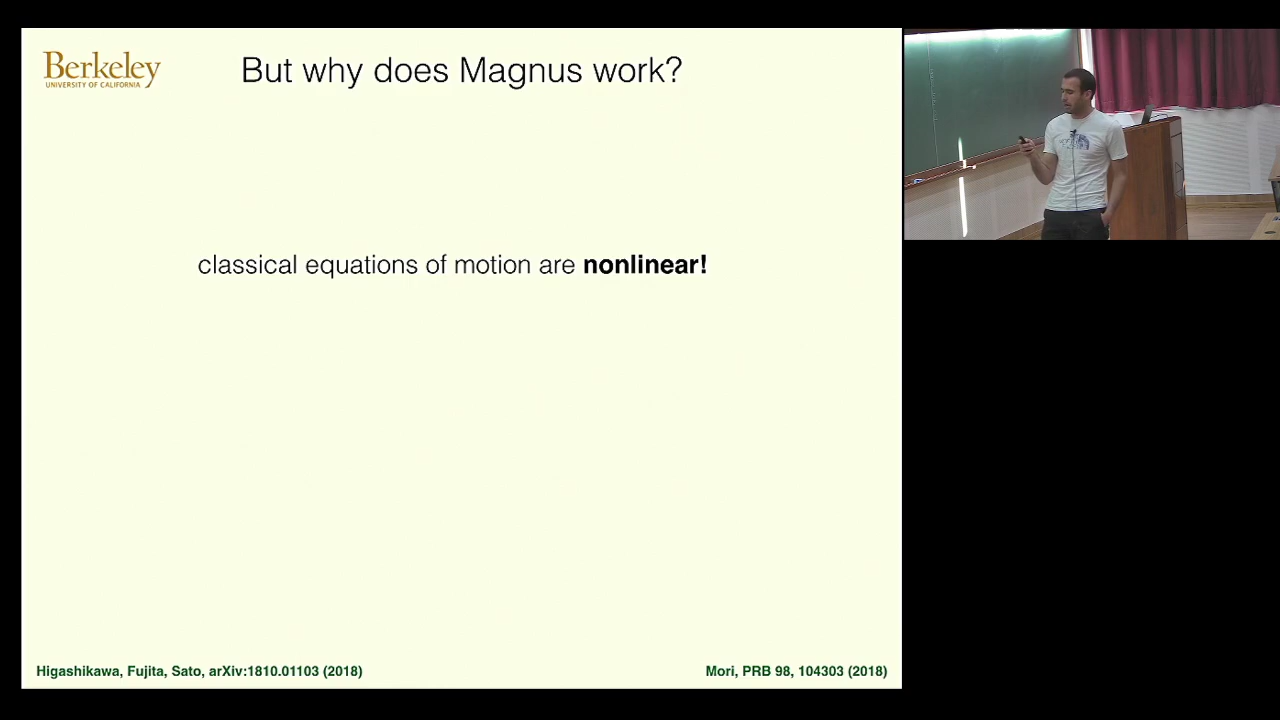 Berkeley
UNIVERSITY OF CALIFORNIA
But why does Magnus work?
classical equations of motion are nonlinear!
Higashikawa, Fujita, Sato, arXiv:1810.01103 (2018)
Mori, PRB 98, 104303 (2018)